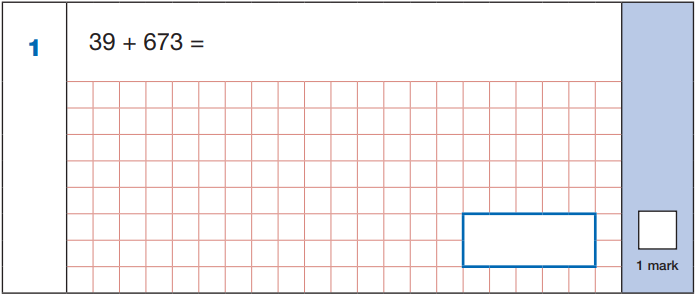 1
39 + 673 =
1 mark